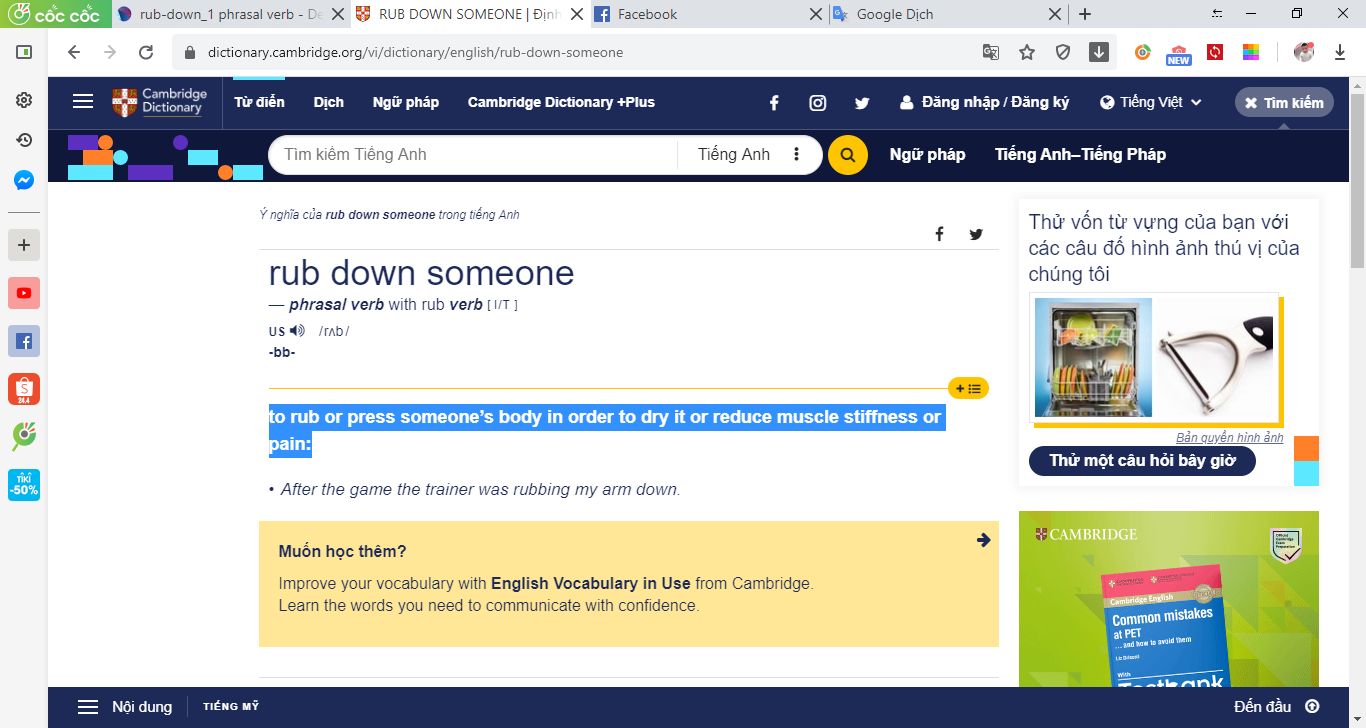 cốc cốc
rub-down_1 phrasal verb - De
RUB DOWN SOMEONE | Định
Facebook
Google Dịch
dictionary.cambridge.org/vi/dictionary/english/rub-down-someone
NEW
Cambridge
Dictionary
Từ điển
Dịch
Ngữ pháp
Cambridge Dictionary +Plus
Đăng nhập / Đăng ký
Tiếng Việt
Tìm kiếm
Tìm kiếm Tiếng Anh
Tiếng Anh
Ngữ pháp
Tiếng Anh–Tiếng Pháp
Ý nghĩa của rub down someone trong tiếng Anh
rub down someone
— phrasal verb with rub verb [ I/T ]
US /rʌb/
-bb-
to rub or press someone’s body in order to dry it or reduce muscle stiffness or
pain:
• After the game the trainer was rubbing my arm down.
Muốn học thêm?
Improve your vocabulary with English Vocabulary in Use from Cambridge.
Learn the words you need to communicate with confidence.
Thử vốn từ vựng của bạn với
các câu đố hình ảnh thú vị của
chúng tôi
Bản quyền hình ảnh
Thử một câu hỏi bây giờ
CAMBRIDGE
Cambridge English
Common mistakes
at PET
... and how to avoid them
Liz Driscoll
With
Testbank
24.4
TIKI
-50%
Nội dung
TIẾNG MỸ
Đến đầu